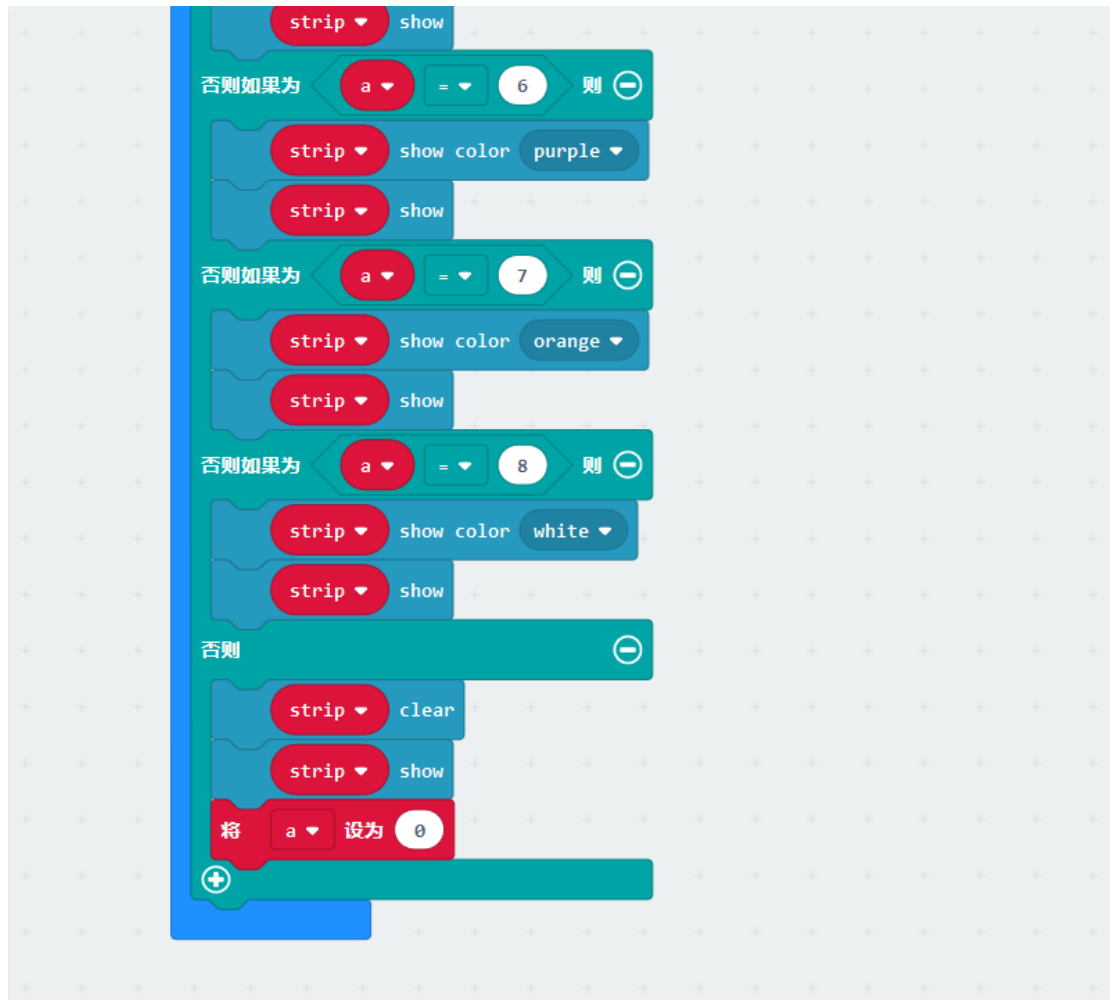 strip show
否则如果为 a = 6 则
strip show color purple
strip show
否则如果为 a = 7 则
strip show color orange
strip show
否则如果为 a = 8 则
strip show color white
strip show
否则
strip clear
strip show
将 a 设为 0